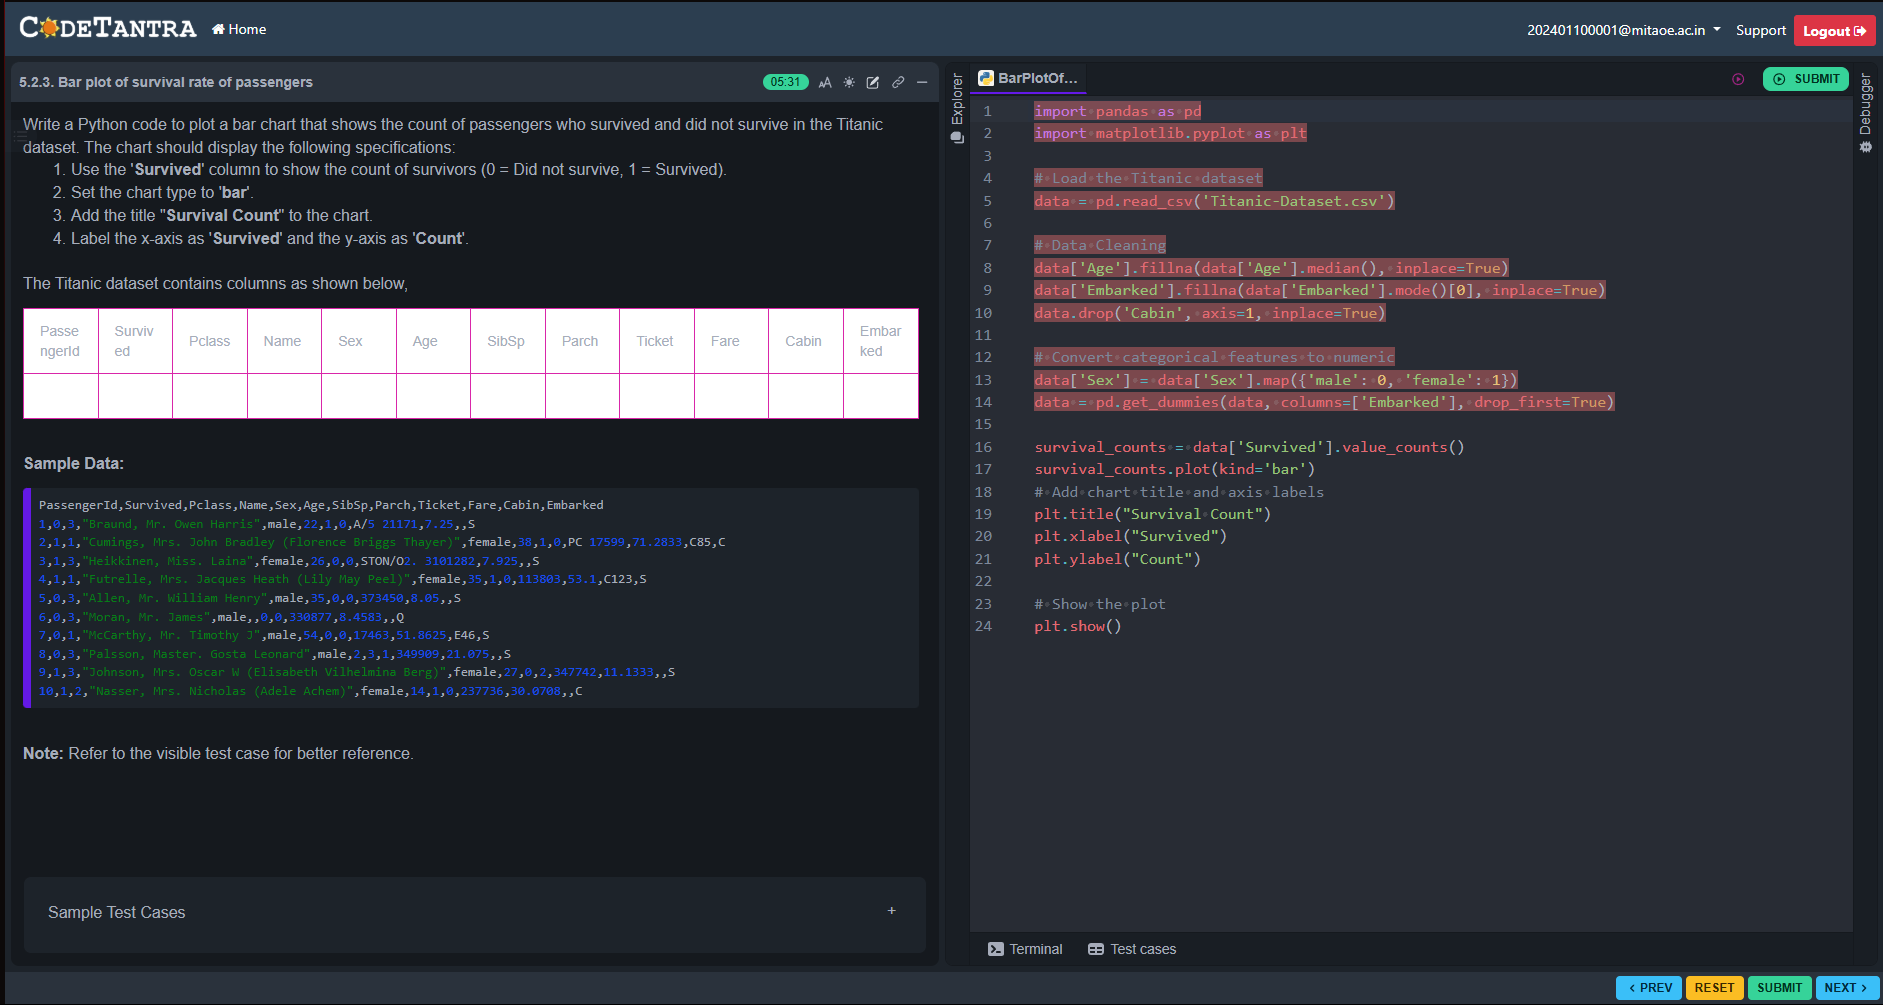 CODETANTRA Home 202401100001@mitaoe.ac.in Support Logout
5.2.3. Bar plot of survival rate of passengers 05:31
Write a Python code to plot a bar chart that shows the count of passengers who survived and did not survive in the Titanic
dataset. The chart should display the following specifications:
1. Use the 'Survived' column to show the count of survivors (0 = Did not survive, 1 = Survived).
2. Set the chart type to 'bar'.
3. Add the title "Survival Count" to the chart.
4. Label the x-axis as 'Survived' and the y-axis as 'Count'.
The Titanic dataset contains columns as shown below,
PassengerId Survived Pclass Name Sex Age SibSp Parch Ticket Fare Cabin Embarked
Sample Data:
PassengerId,Survived,Pclass,Name,Sex,Age,SibSp,Parch,Ticket,Fare,Cabin,Embarked
1,0,3,"Braund, Mr. Owen Harris",male,22,1,0,A/5 21171,7.25,,S
2,1,1,"Cumings, Mrs. John Bradley (Florence Briggs Thayer)",female,38,1,0,PC 17599,71.2833,C85,C
3,1,3,"Heikkinen, Miss. Laina",female,26,0,0,STON/O2. 3101282,7.925,,S
4,1,1,"Futrelle, Mrs. Jacques Heath (Lily May Peel)",female,35,1,0,113803,53.1,C123,S
5,0,3,"Allen, Mr. William Henry",male,35,0,0,373450,8.05,,S
6,0,3,"Moran, Mr. James",male,,0,0,330877,8.4583,,Q
7,0,1,"McCarthy, Mr. Timothy J",male,54,0,0,17463,51.8625,E46,S
8,0,3,"Palsson, Master. Gosta Leonard",male,2,3,1,349909,21.075,,S
9,1,3,"Johnson, Mrs. Oscar W (Elisabeth Vilhelmina Berg)",female,27,0,2,347742,11.1333,,S
10,1,2,"Nasser, Mrs. Nicholas (Adele Achem)",female,14,1,0,237736,30.0708,,C
Note: Refer to the visible test case for better reference.
Sample Test Cases +
Explorer
BarPlotOf... SUBMIT
Debugger
1 import pandas as pd
2 import matplotlib.pyplot as plt
3
4 # Load the Titanic dataset
5 data = pd.read_csv('Titanic-Dataset.csv')
6
7 # Data Cleaning
8 data['Age'].fillna(data['Age'].median(), inplace=True)
9 data['Embarked'].fillna(data['Embarked'].mode()[0], inplace=True)
10 data.drop('Cabin', axis=1, inplace=True)
11
12 # Convert categorical features to numeric
13 data['Sex'] = data['Sex'].map({'male': 0, 'female': 1})
14 data = pd.get_dummies(data, columns=['Embarked'], drop_first=True)
15
16 survival_counts = data['Survived'].value_counts()
17 survival_counts.plot(kind='bar')
18 # Add chart title and axis labels
19 plt.title("Survival Count")
20 plt.xlabel("Survived")
21 plt.ylabel("Count")
22
23 # Show the plot
24 plt.show()
Terminal Test cases
< PREV RESET SUBMIT NEXT >